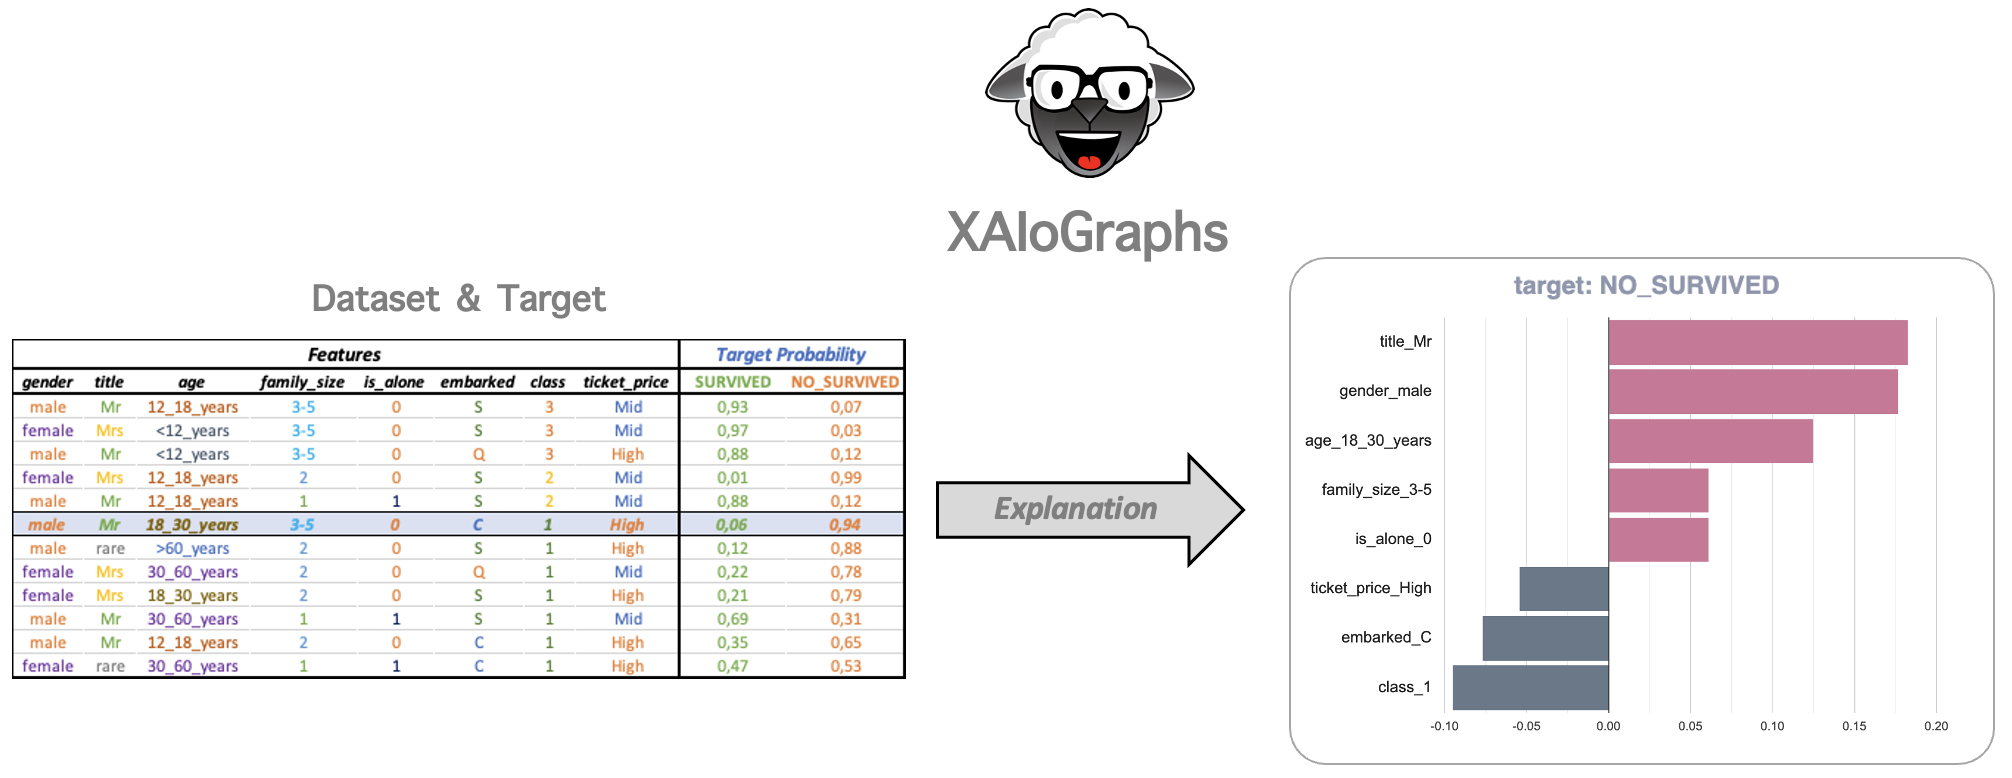 XAIoGraphs
Dataset & Target
Features Target Probability
gender title age family_size is_alone embarked class ticket_price SURVIVED NO_SURVIVED
male Mr 12_18_years 3-5 0 S 3 Mid 0,93 0,07
female Mrs <12_years 3-5 0 S 3 Mid 0,97 0,03
male Mr <12_years 3-5 0 Q 3 High 0,88 0,12
female Mrs 12_18_years 2 0 S 2 Mid 0,01 0,99
male Mr 12_18_years 1 1 S 2 Mid 0,88 0,12
male Mr 18_30_years 3-5 0 C 1 High 0,06 0,94
male rare >60_years 2 0 S 1 High 0,12 0,88
female Mrs 30_60_years 2 0 Q 1 Mid 0,22 0,78
female Mrs 18_30_years 2 0 S 1 High 0,21 0,79
male Mr 30_60_years 1 1 S 1 Mid 0,69 0,31
male Mr 12_18_years 2 0 C 1 High 0,35 0,65
female rare 30_60_years 1 1 C 1 High 0,47 0,53
Explanation
target: NO_SURVIVED
title_Mr
gender_male
age_18_30_years
family_size_3-5
is_alone_0
ticket_price_High
embarked_C
class_1
-0.10 -0.05 0.00 0.05 0.10 0.15 0.20